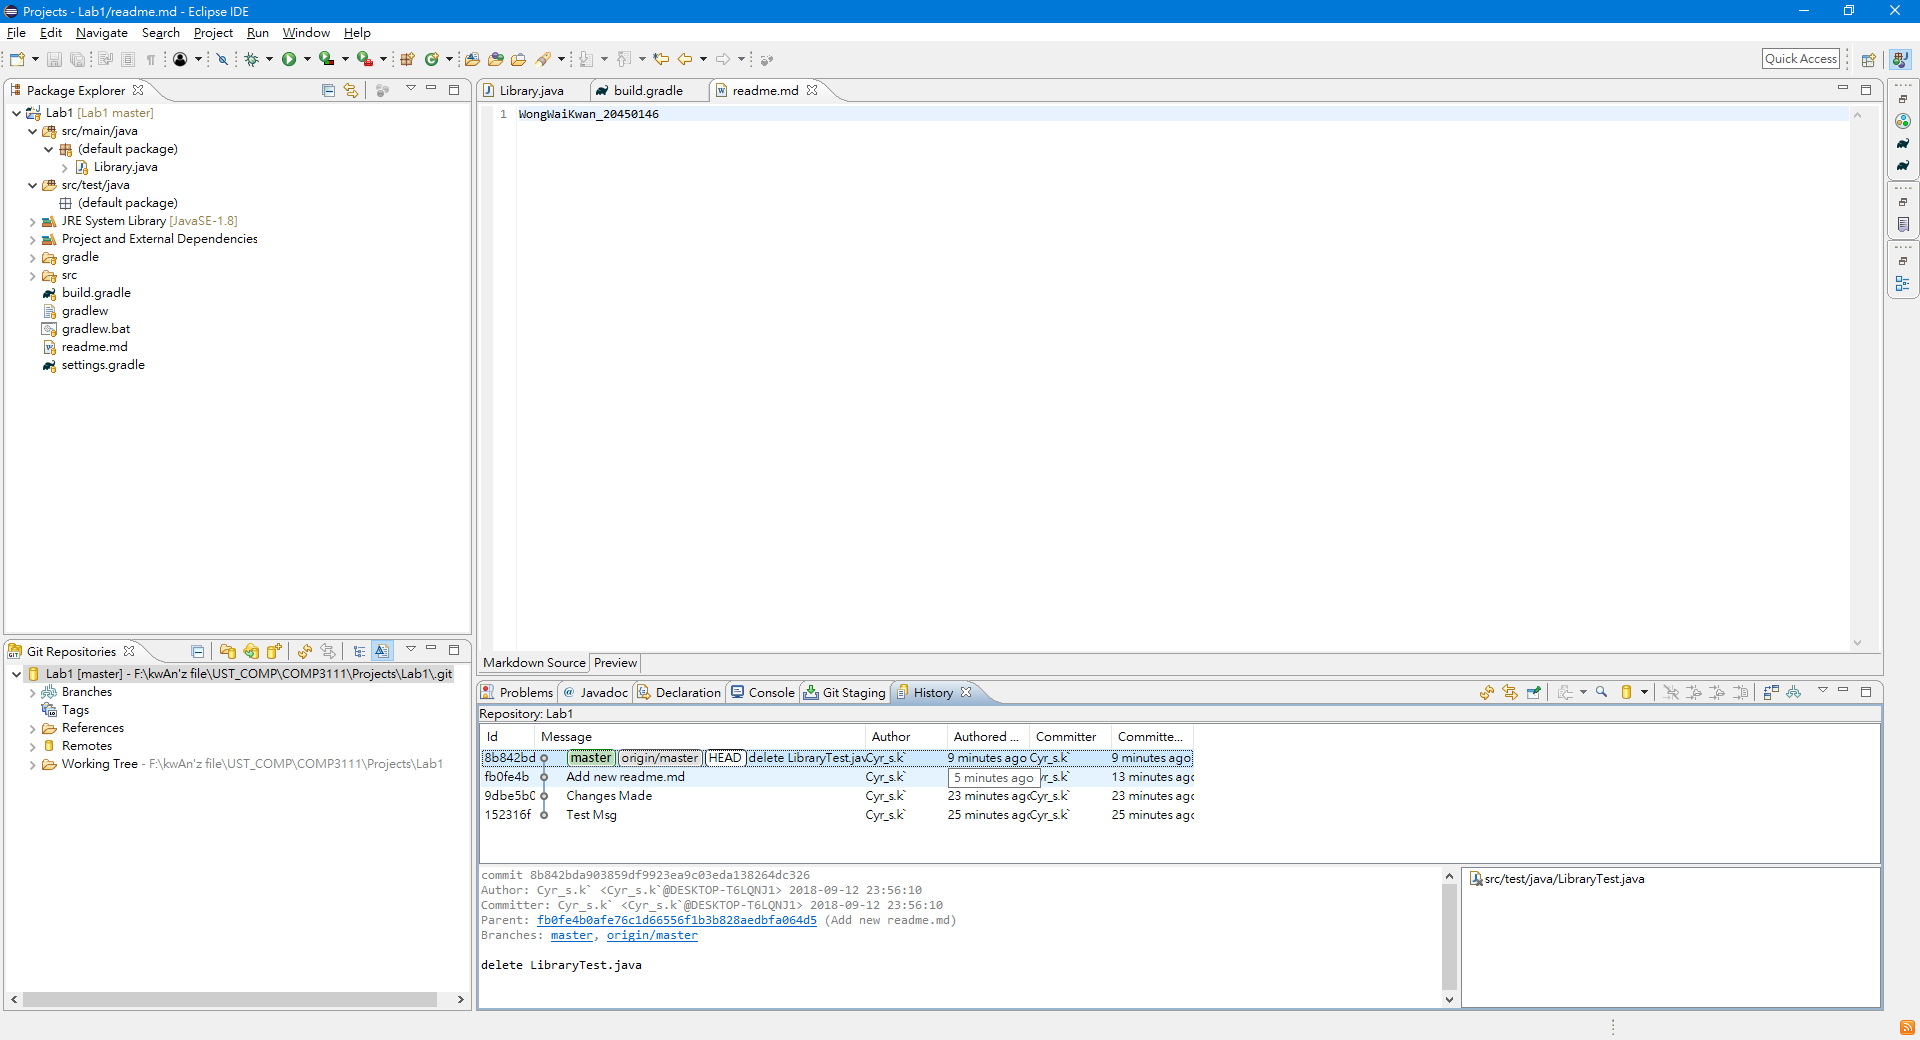 Projects - Lab1/readme.md - Eclipse IDE
File Edit Navigate Search Project Run Window Help
Quick Access
Package Explorer
Lab1 [Lab1 master]
src/main/java
(default package)
Library.java
src/test/java
(default package)
JRE System Library [JavaSE-1.8]
Project and External Dependencies
gradle
src
build.gradle
gradlew
gradlew.bat
readme.md
settings.gradle
Library.java build.gradle readme.md
1 WongWaiKwan_20450146
Markdown Source Preview
Git Repositories
Lab1 [master] - F:\kwAn'z file\UST_COMP\COMP3111\Projects\Lab1\.git
Branches
Tags
References
Remotes
Working Tree - F:\kwAn'z file\UST_COMP\COMP3111\Projects\Lab1
Problems @ Javadoc Declaration Console Git Staging History
Repository: Lab1
Id Message Author Authored ... Committer Committe...
8b842bd master origin/master HEAD delete LibraryTest.jav Cyr_s.k` 9 minutes ago Cyr_s.k` 9 minutes ago
fb0fe4b Add new readme.md Cyr_s.k` 5 minutes ago yr_s.k` 13 minutes ago
9dbe5b0 Changes Made Cyr_s.k` 23 minutes ago Cyr_s.k` 23 minutes ago
152316f Test Msg Cyr_s.k` 25 minutes ago Cyr_s.k` 25 minutes ago
commit 8b842bda903859df9923ea9c03eda138264dc326
Author: Cyr_s.k` <Cyr_s.k`@DESKTOP-T6LQNJ1> 2018-09-12 23:56:10
Committer: Cyr_s.k` <Cyr_s.k`@DESKTOP-T6LQNJ1> 2018-09-12 23:56:10
Parent: fb0fe4b0afe76c1d66556f1b3b828aedbfa064d5 (Add new readme.md)
Branches: master, origin/master
delete LibraryTest.java
src/test/java/LibraryTest.java